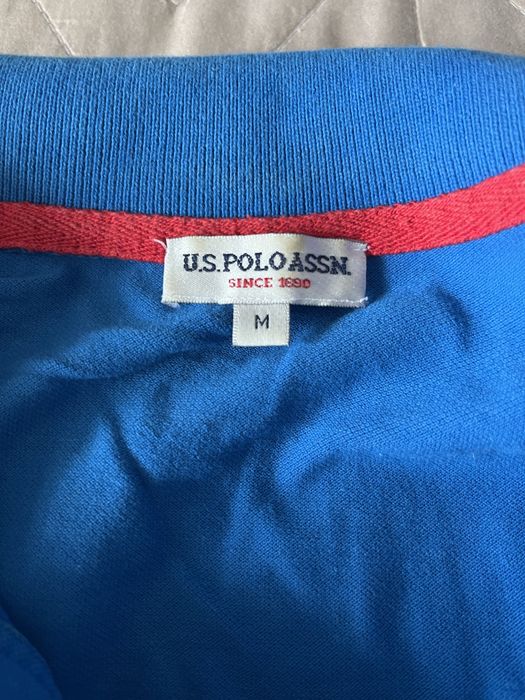 U.S. POLO ASSN.
SINCE 1890
M